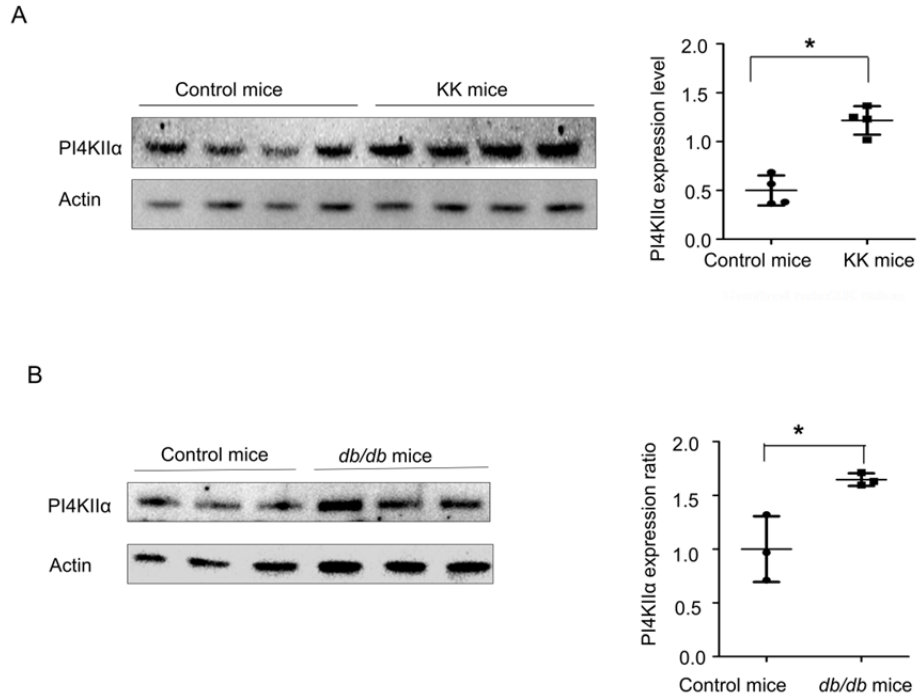 A
Control mice KK mice
PI4KIIα
Actin
PI4KIIα expression level
2.0
1.5
1.0
0.5
0.0
*
Control mice KK mice
B
Control mice db/db mice
PI4KIIα
Actin
PI4KIIα expression ratio
2.0
1.5
1.0
0.5
0.0
*
Control mice db/db mice